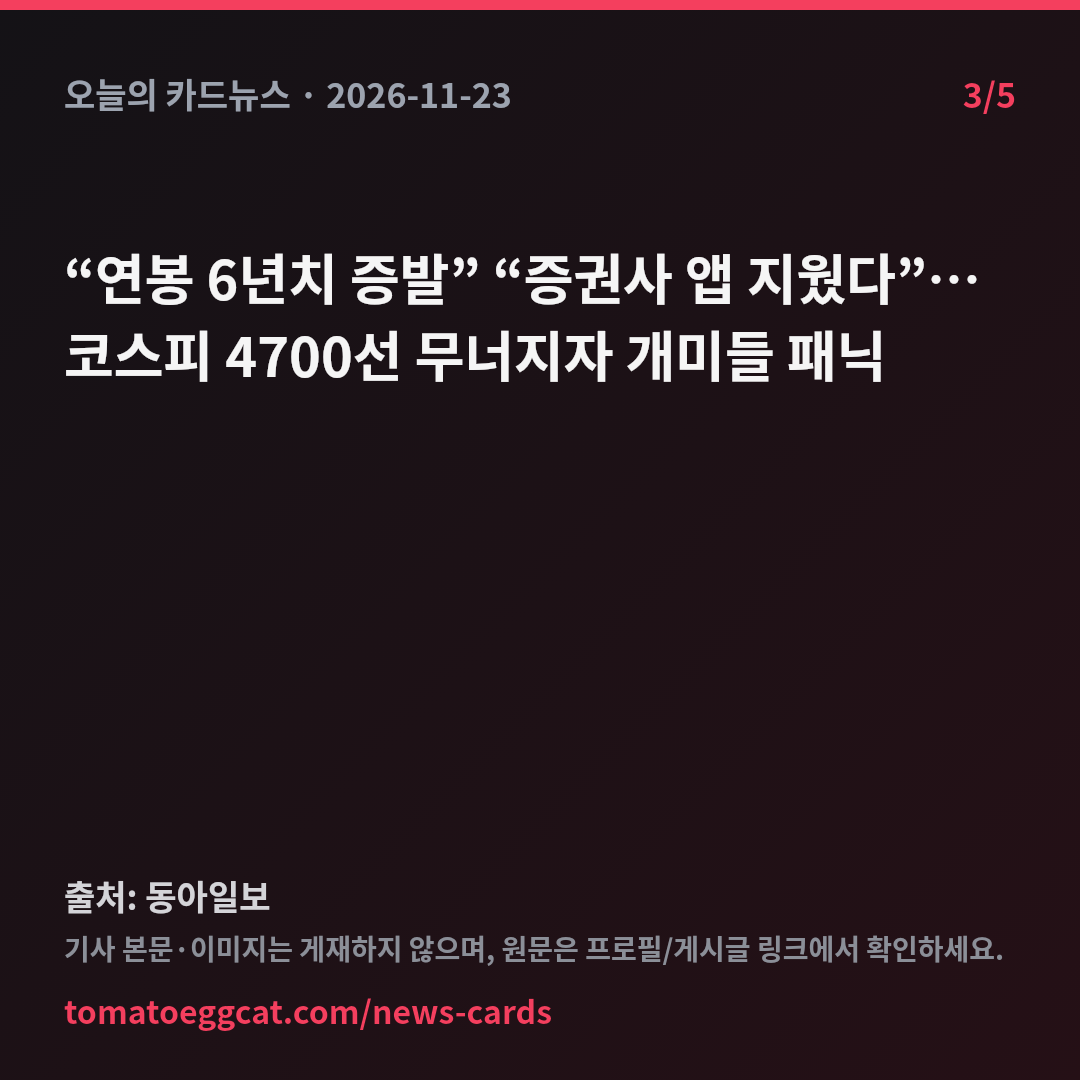 오늘의 카드뉴스 · 2026-11-23
3/5
“연봉 6년치 증발” “증권사 앱 지웠다”…
코스피 4700선 무너지자 개미들 패닉
출처: 동아일보
기사 본문·이미지는 게재하지 않으며, 원문은 프로필/게시글 링크에서 확인하세요.
tomatoeggcat.com/news-cards